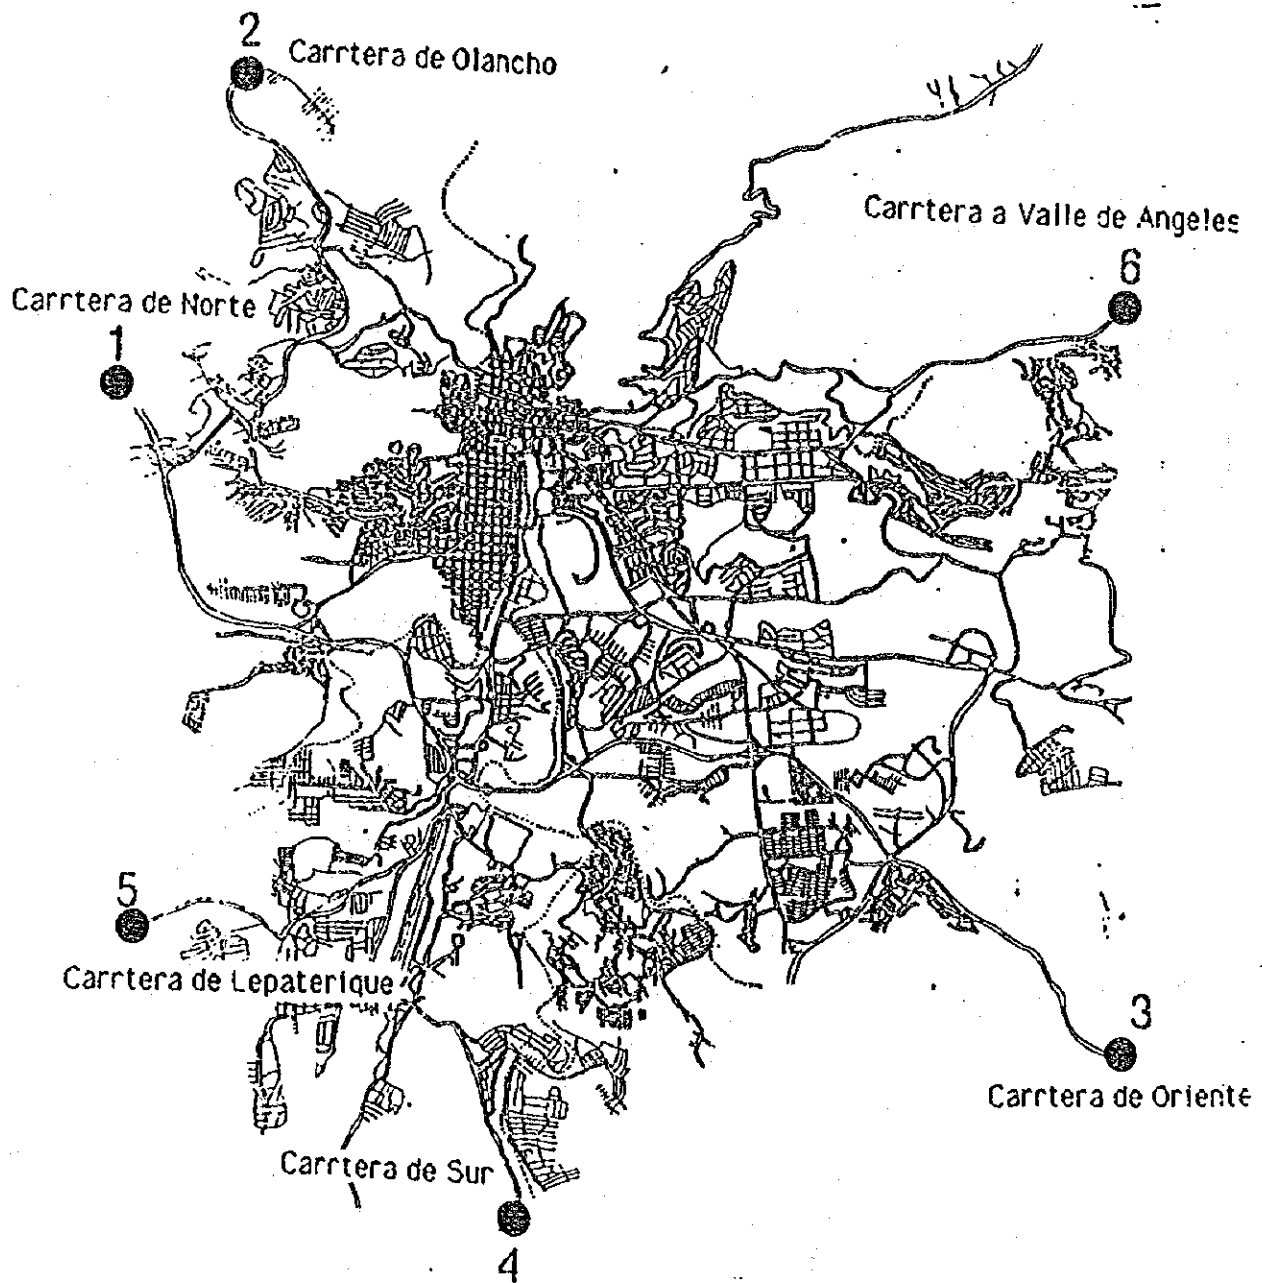 2
Carrtera de Olancho
Carrtera a Valle de Angeles
6
Carrtera de Norte
1
5
Carrtera de Lepaterique
3
Carrtera de Oriente
Carrtera de Sur
4